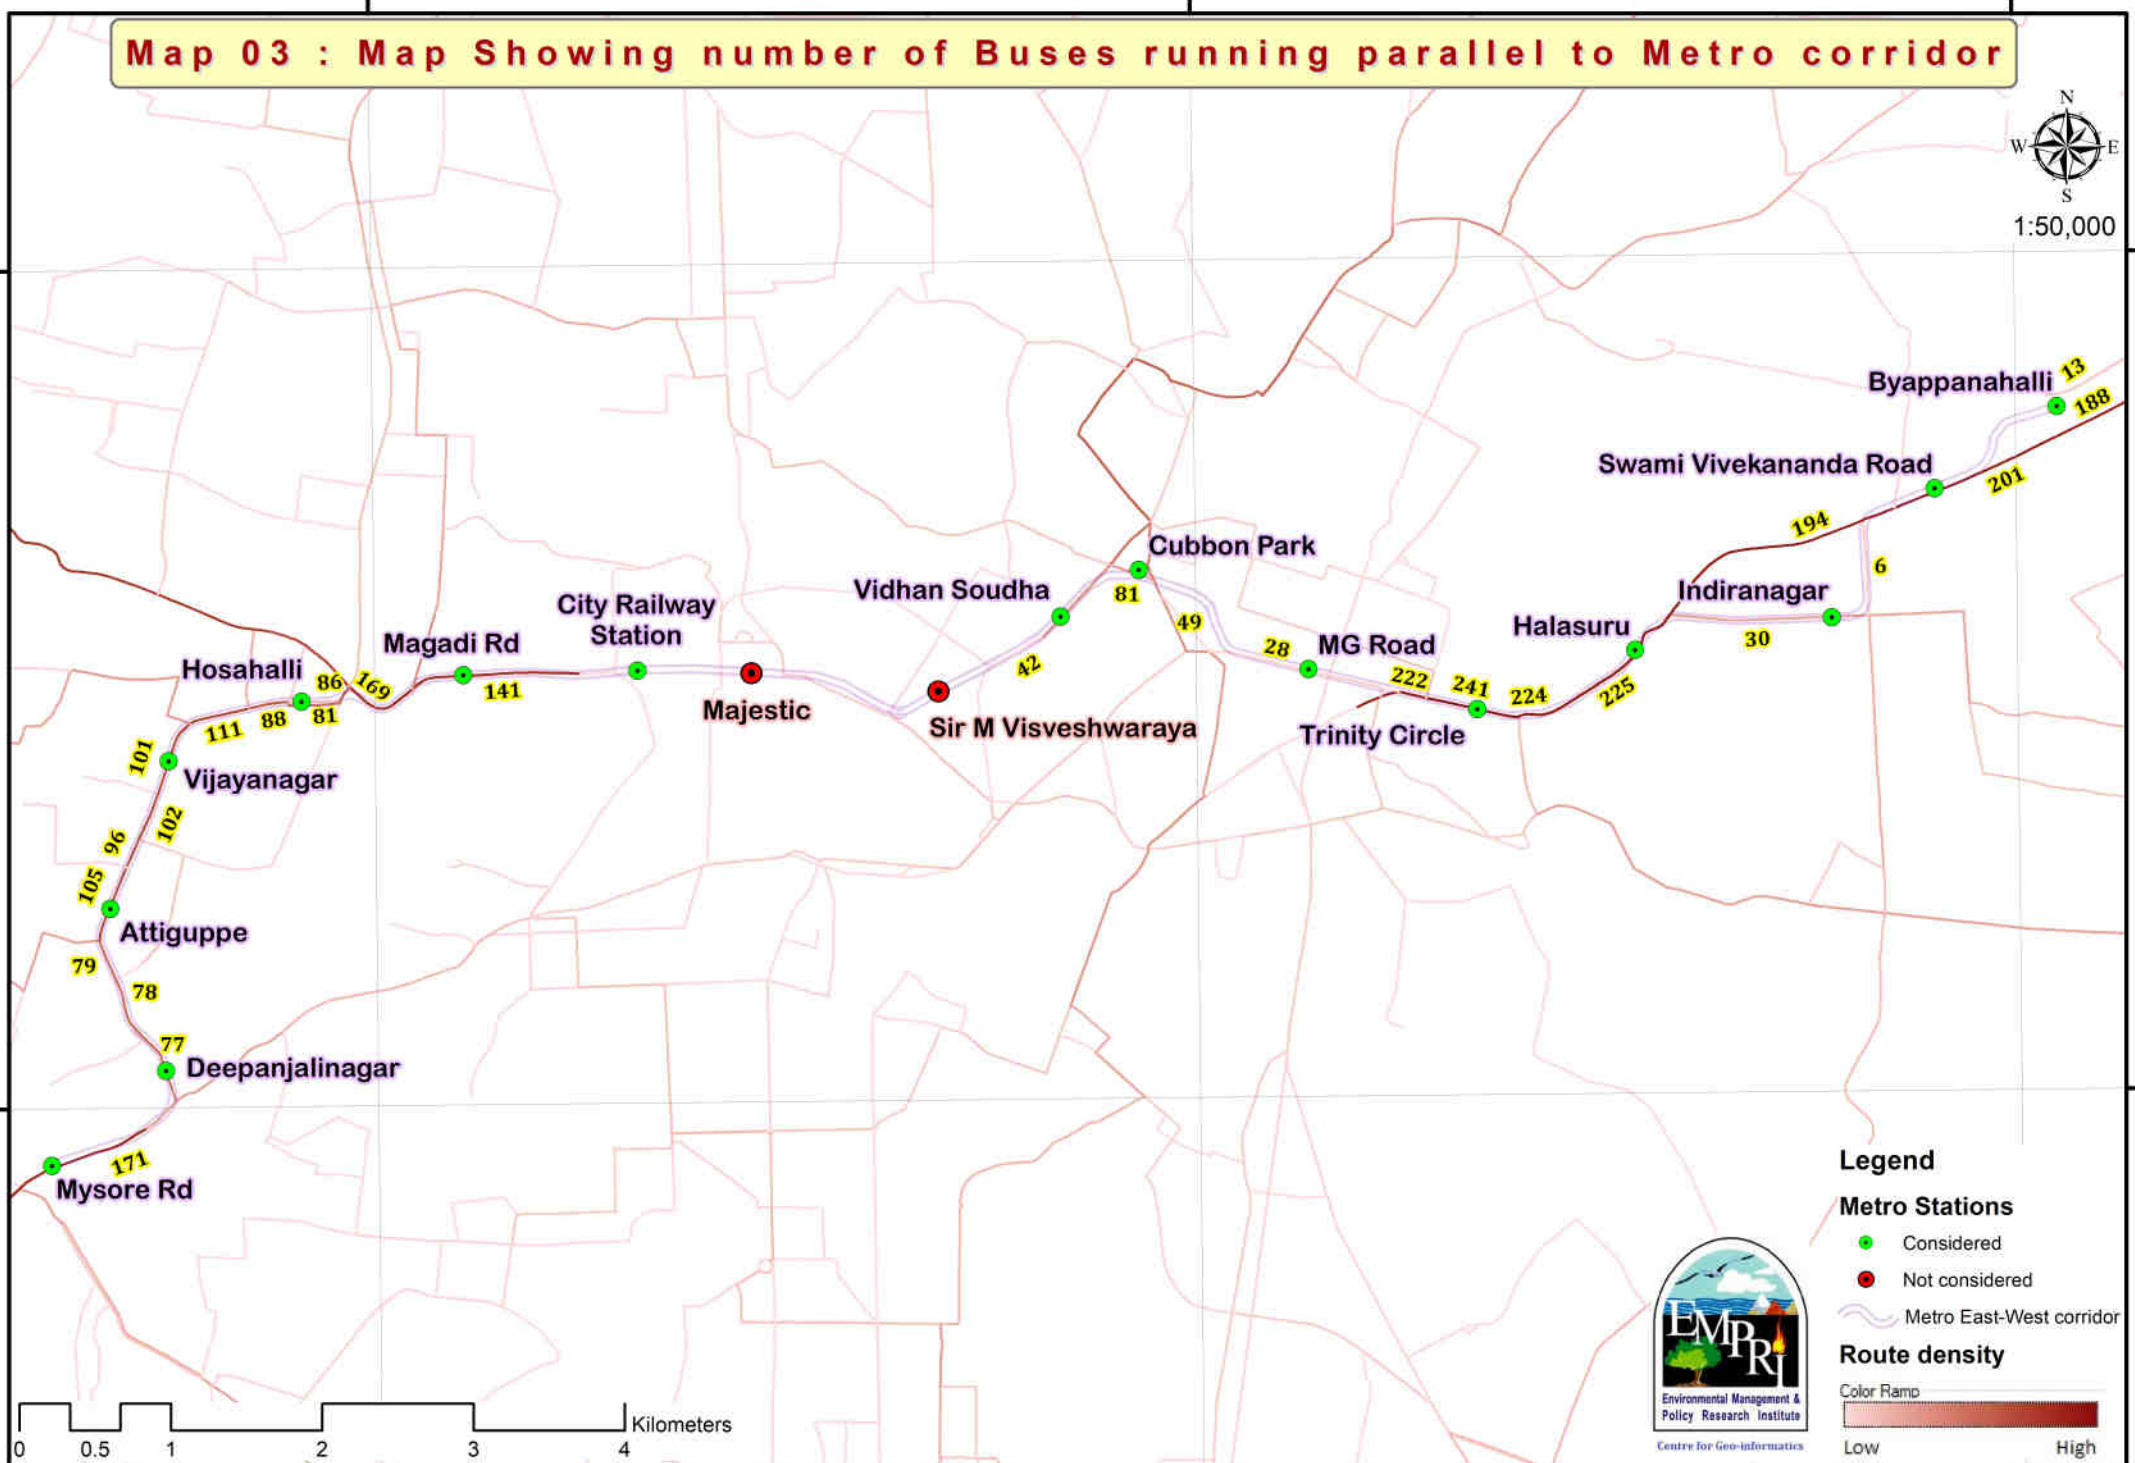 Map 03 : Map Showing number of Buses running parallel to Metro corridor
N
W E
S
1:50,000
Byappanahalli
13
188
Swami Vivekananda Road
201
194
6
Indiranagar
30
Halasuru
225
224
241
222
Trinity Circle
MG Road
28
49
Cubbon Park
81
Vidhan Soudha
42
Sir M Visveshwaraya
Majestic
City Railway
Station
Magadi Rd
141
169
86
81
Hosahalli
88
111
101
Vijayanagar
102
96
105
Attiguppe
79
78
77
Deepanjalinagar
171
Mysore Rd
0 0.5 1 2 3 4
Kilometers
EMPRI
Environmental Management &
Policy Research Institute
Centre for Geo-informatics
Legend
Metro Stations
Considered
Not considered
Metro East-West corridor
Route density
Color Ramp
Low High